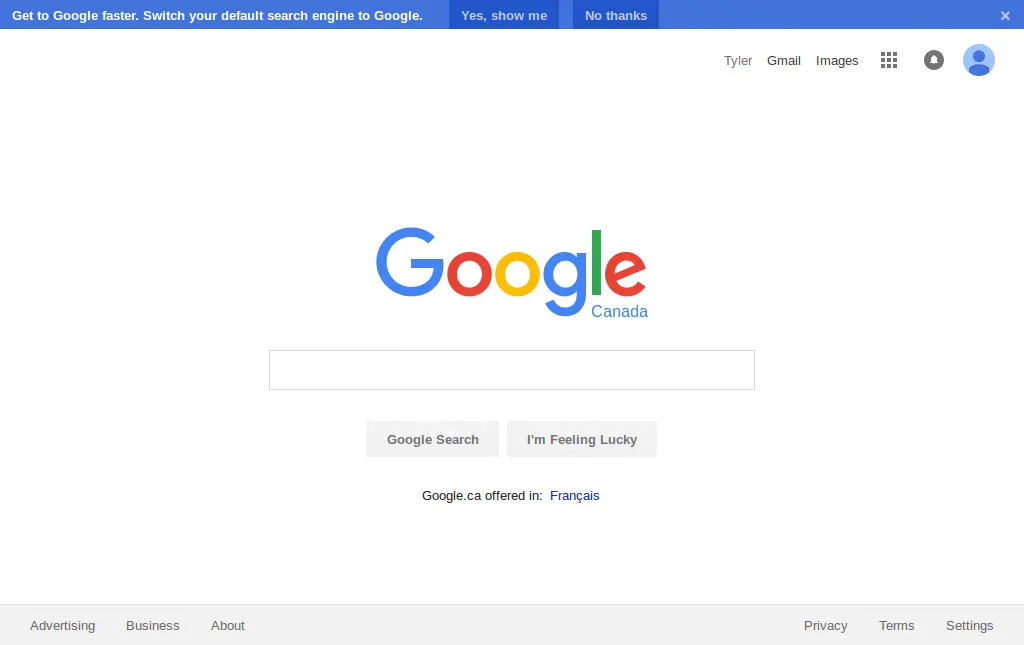 Get to Google faster. Switch your default search engine to Google. Yes, show me No thanks ×
Tyler Gmail Images
Google
Canada
Google Search I'm Feeling Lucky
Google.ca offered in: Français
Advertising Business About Privacy Terms Settings